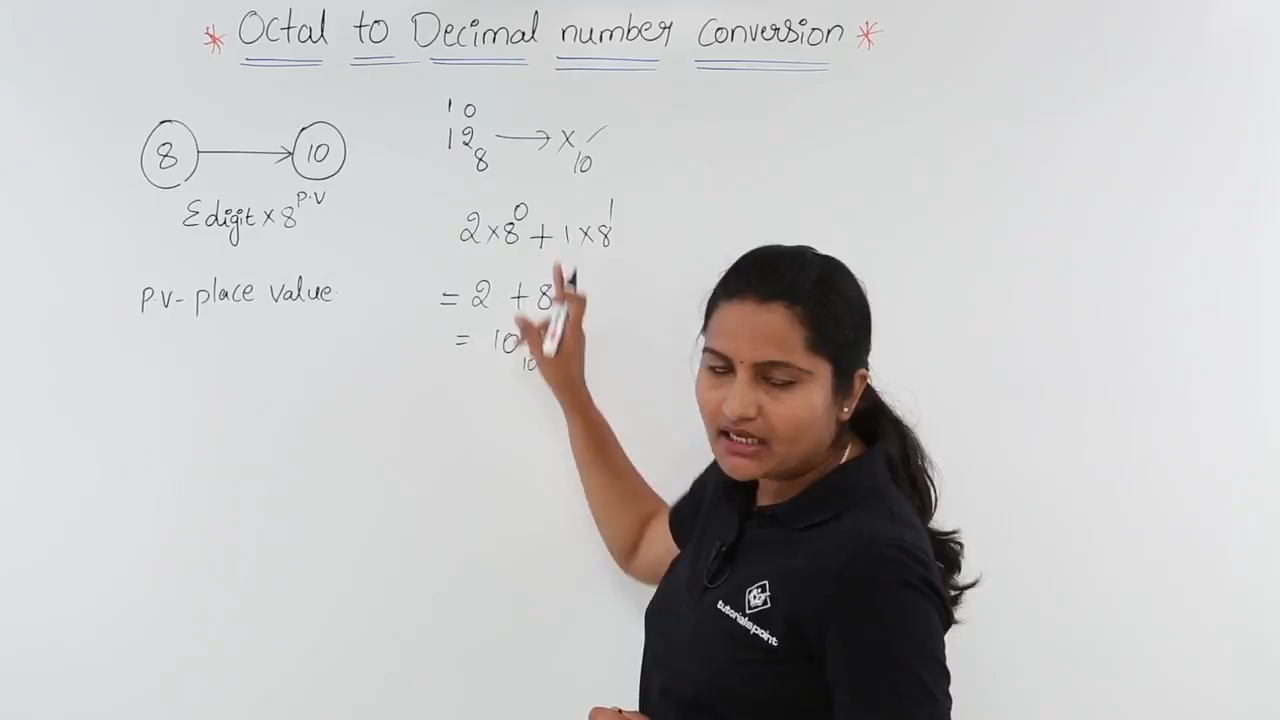 * Octal to Decimal number conversion *
8 → 10
Σ digit × 8^P.V
P.V - place value
1 0
12₈ → X₁₀
2×8⁰ + 1×8¹
= 2 + 8
= 10₁₀
tutorialspoint